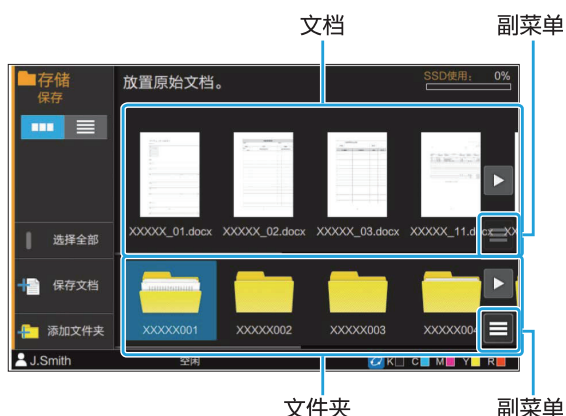 文档 副菜单
存储
保存
放置原始文档。
SSD使用: 0%
XXXXX_01.docx XXXXX_02.docx XXXXX_03.docx XXXXX_11.docx XX
选择全部
保存文档
添加文件夹
XXXXX001 XXXXX002 XXXXX003 XXXXX004
J.Smith 空闲 K C M Y R
文件夹 副菜单